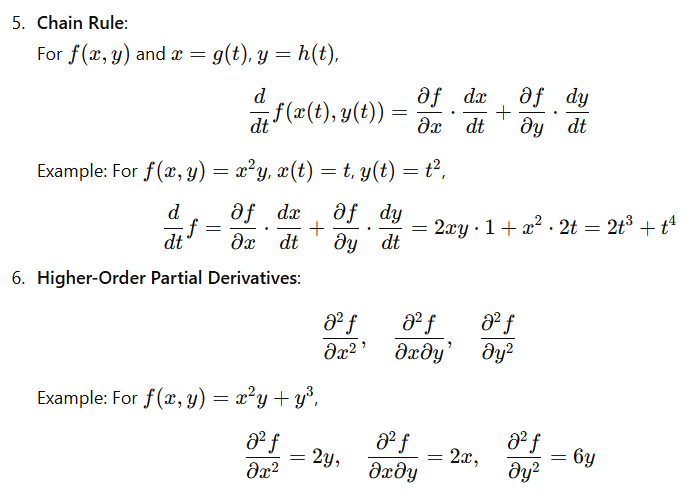 5. Chain Rule:
For f(x, y) and x = g(t), y = h(t),
d/dt f(x(t), y(t)) = ∂f/∂x · dx/dt + ∂f/∂y · dy/dt
Example: For f(x, y) = x²y, x(t) = t, y(t) = t²,
d/dt f = ∂f/∂x · dx/dt + ∂f/∂y · dy/dt = 2xy · 1 + x² · 2t = 2t³ + t⁴
6. Higher-Order Partial Derivatives:
∂²f/∂x², ∂²f/∂x∂y, ∂²f/∂y²
Example: For f(x, y) = x²y + y³,
∂²f/∂x² = 2y, ∂²f/∂x∂y = 2x, ∂²f/∂y² = 6y